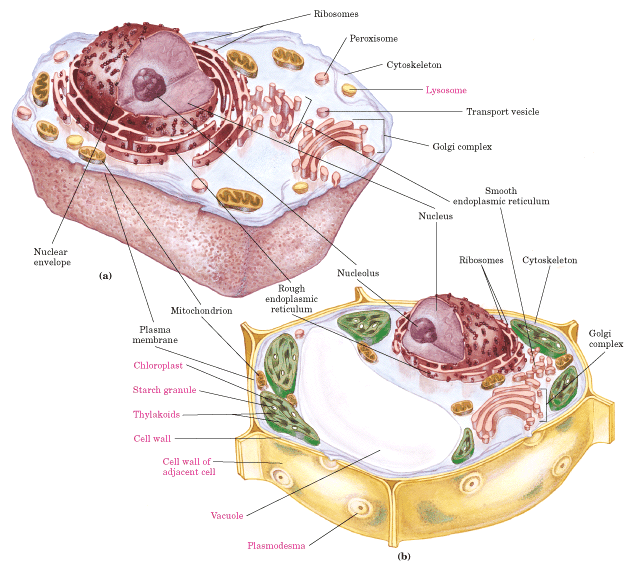 Ribosomes
Peroxisome
Cytoskeleton
Lysosome
Transport vesicle
Golgi complex
Smooth
endoplasmic reticulum
Nucleus
Nuclear
envelope
(a)
Nucleolus
Ribosomes
Cytoskeleton
Rough
endoplasmic
reticulum
Mitochondrion
Plasma
membrane
Golgi
complex
Chloroplast
Starch granule
Thylakoids
Cell wall
Cell wall of
adjacent cell
Vacuole
Plasmodesma
(b)